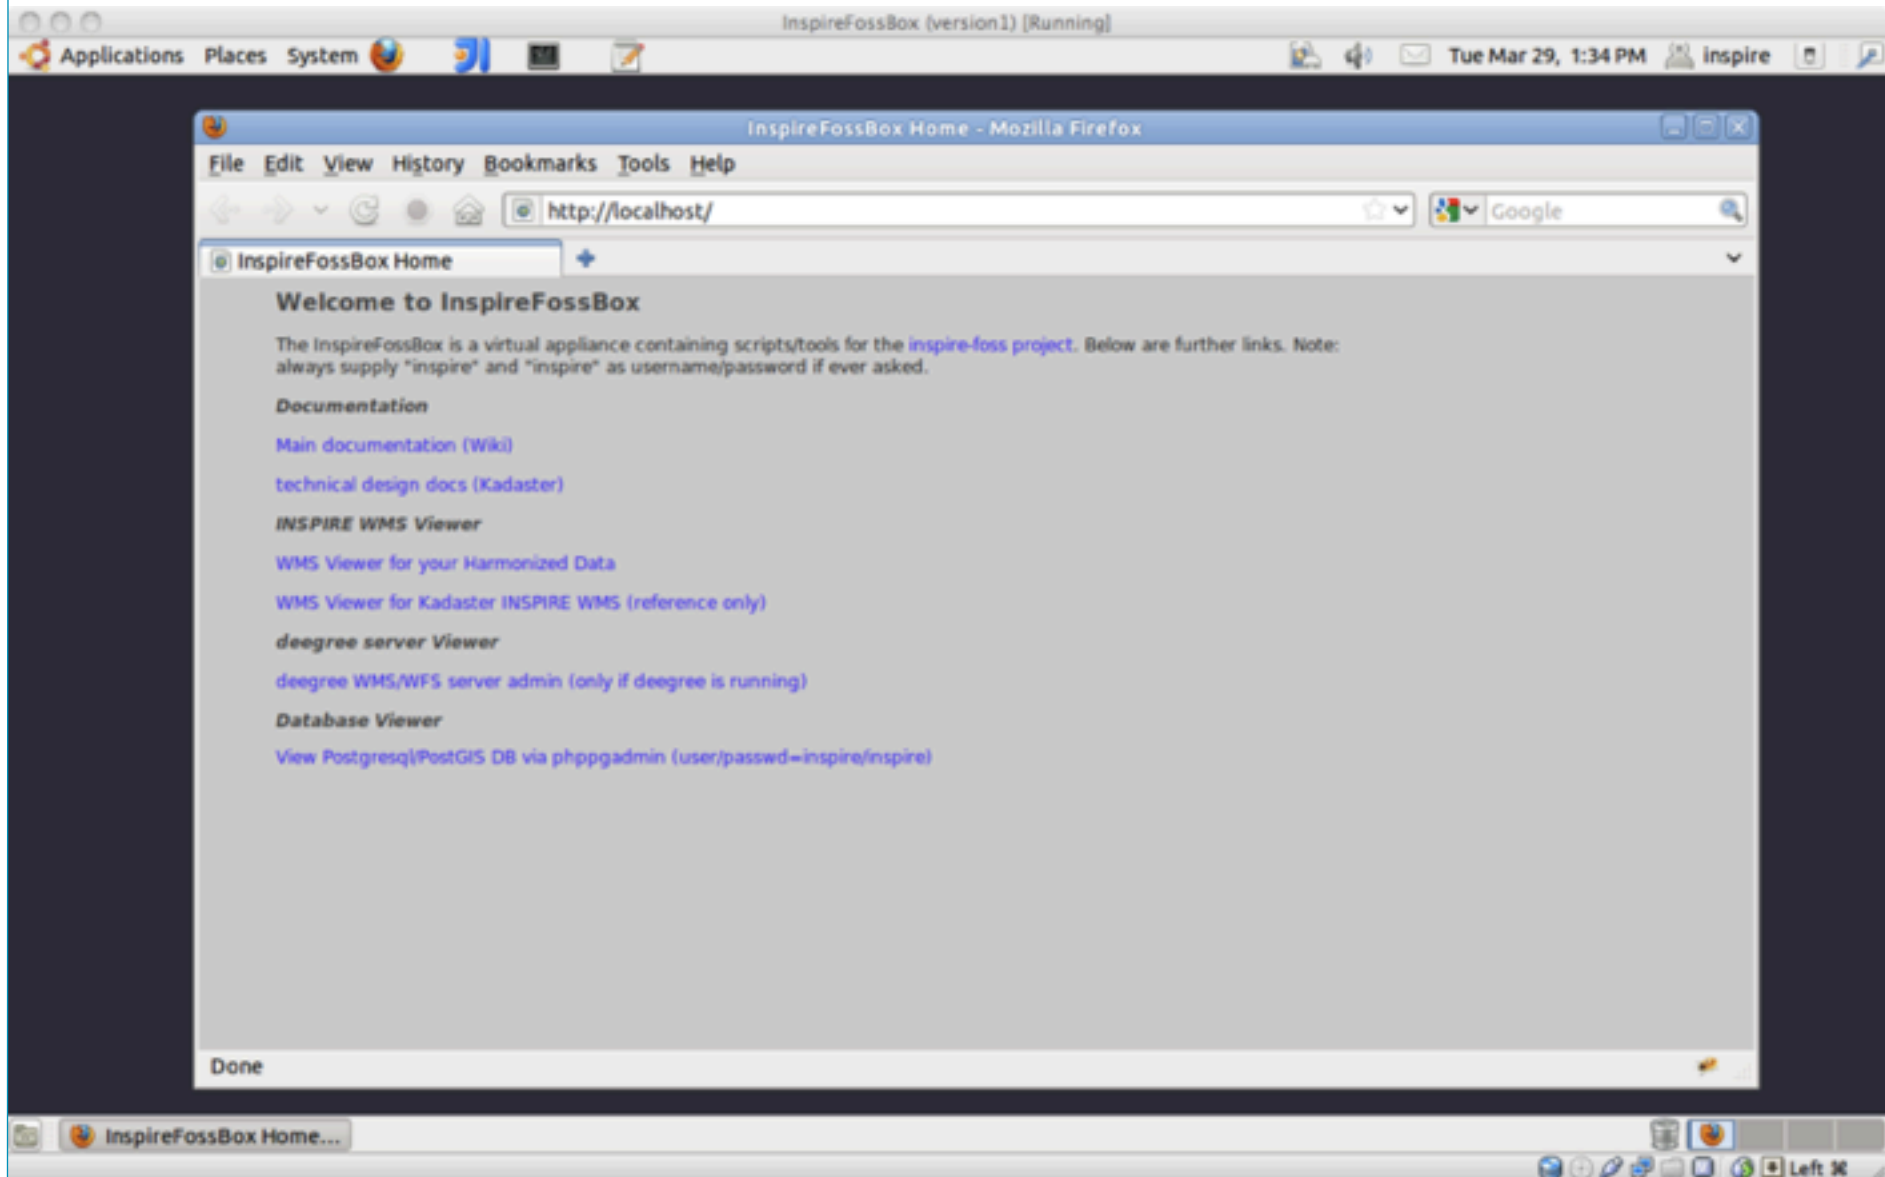 InspireFossBox (version1) [Running]
Applications Places System Tue Mar 29, 1:34 PM inspire
InspireFossBox Home - Mozilla Firefox
File Edit View History Bookmarks Tools Help
http://localhost/ Google
InspireFossBox Home
Welcome to InspireFossBox
The InspireFossBox is a virtual appliance containing scripts/tools for the inspire-foss project. Below are further links. Note:
always supply "inspire" and "inspire" as username/password if ever asked.
Documentation
Main documentation (Wiki)
technical design docs (Kadaster)
INSPIRE WMS Viewer
WMS Viewer for your Harmonized Data
WMS Viewer for Kadaster INSPIRE WMS (reference only)
deegree server Viewer
deegree WMS/WFS server admin (only if deegree is running)
Database Viewer
View Postgresql/PostGIS DB via phppgadmin (user/passwd=inspire/inspire)
Done
InspireFossBox Home...
Left ⌘